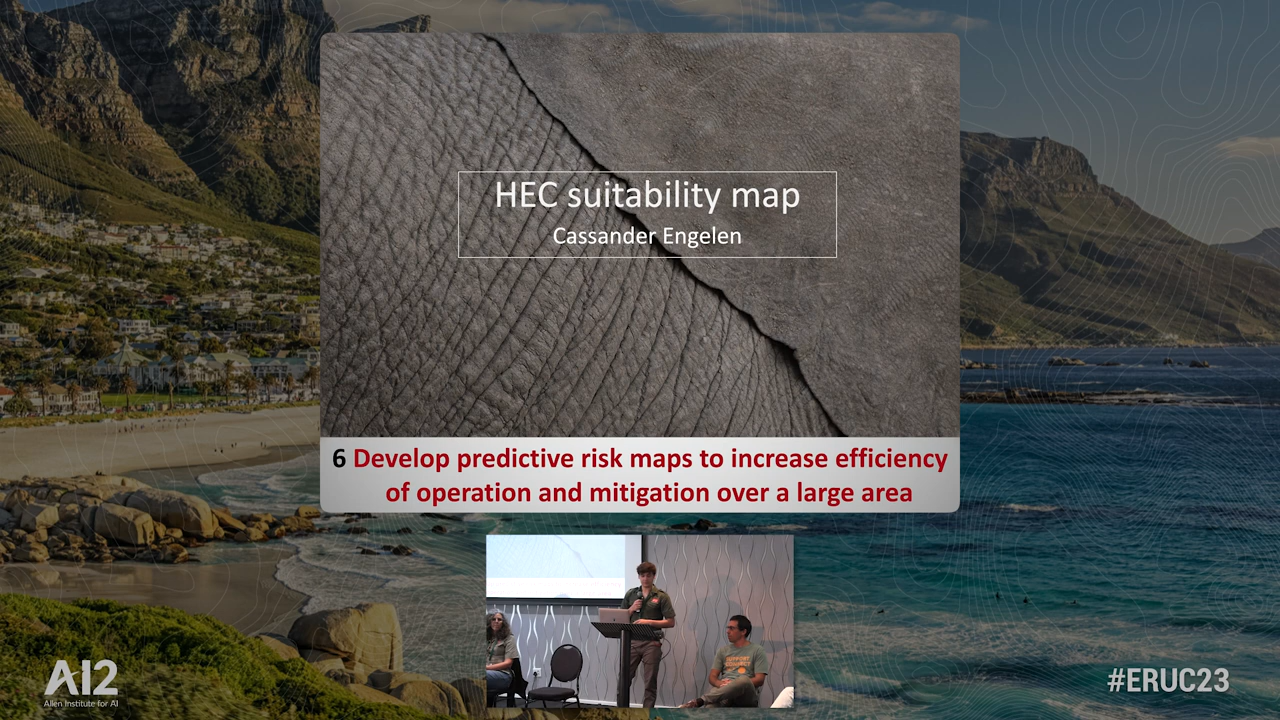 HEC suitability map
Cassander Engelen
6 Develop predictive risk maps to increase efficiency
of operation and mitigation over a large area
AI2
Allen Institute for AI
#ERUC23